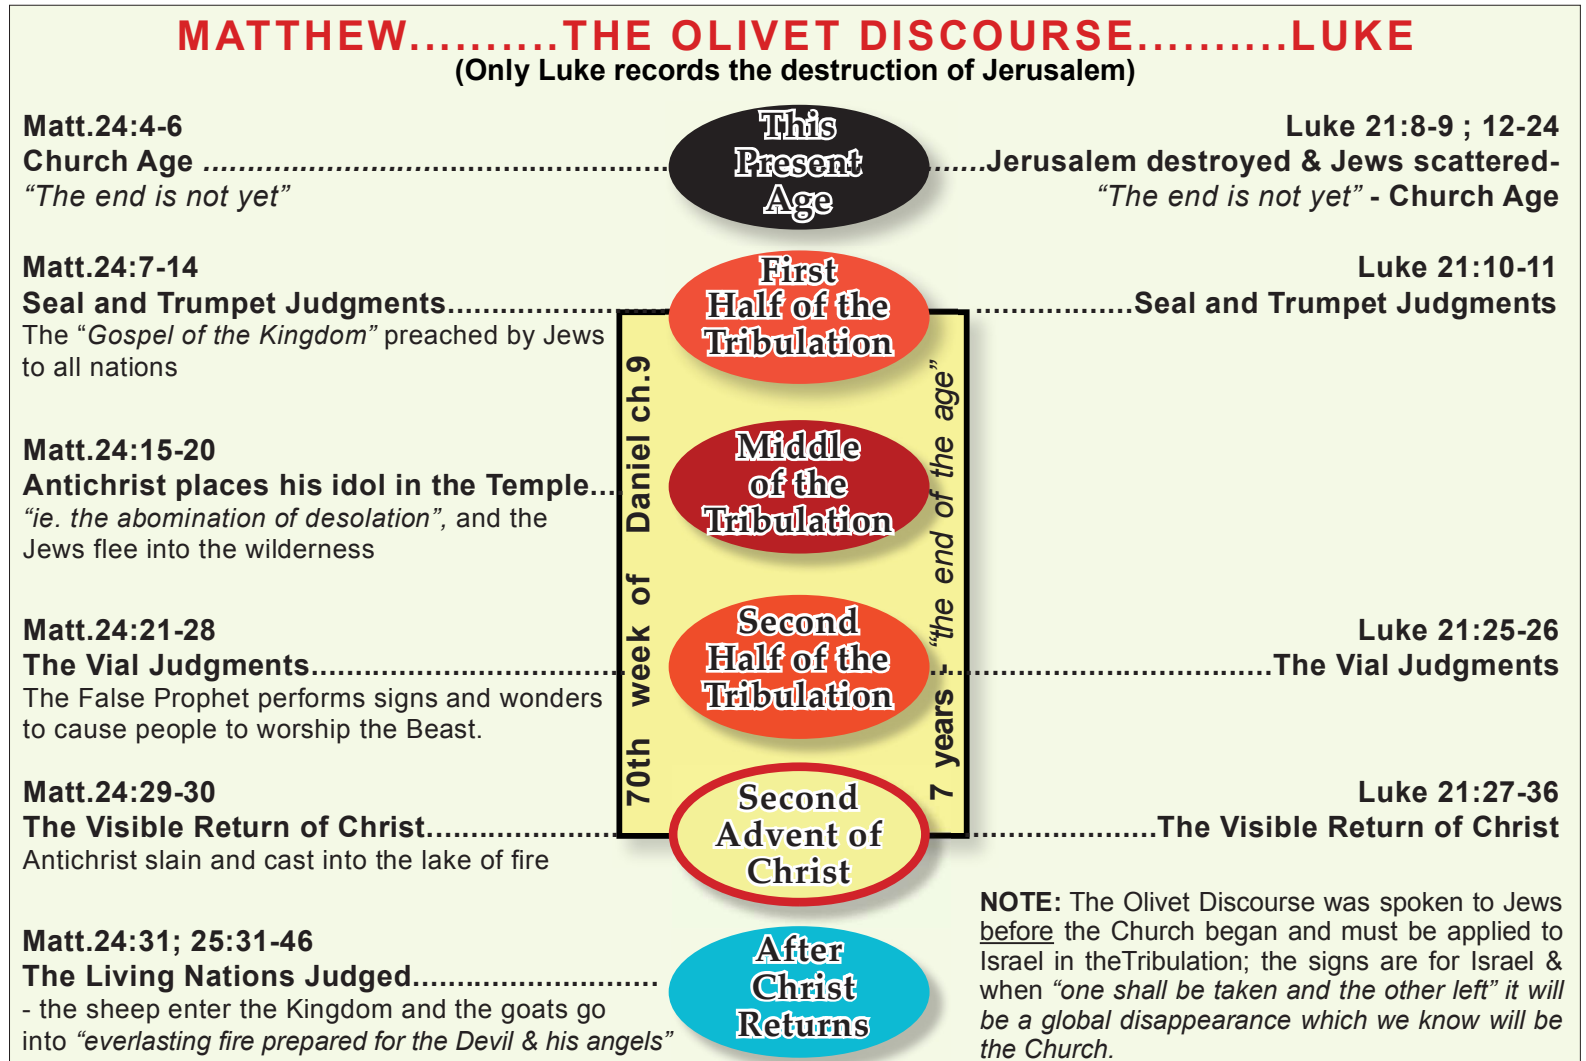 MATTHEW..........THE OLIVET DISCOURSE..........LUKE
(Only Luke records the destruction of Jerusalem)
Matt.24:4-6
Church Age ......................................................
"The end is not yet"
This
Present
Age
Luke 21:8-9 ; 12-24
.......Jerusalem destroyed & Jews scattered-
"The end is not yet" - Church Age
Matt.24:7-14
Seal and Trumpet Judgments.........................
The "Gospel of the Kingdom" preached by Jews
to all nations
First
Half of the
Tribulation
Luke 21:10-11
..................Seal and Trumpet Judgments
Matt.24:15-20
Antichrist places his idol in the Temple....
"ie. the abomination of desolation", and the
Jews flee into the wilderness
Middle
of the
Tribulation
70th week of Daniel ch.9
7 years - "the end of the age"
Matt.24:21-28
The Vial Judgments....................................
The False Prophet performs signs and wonders
to cause people to worship the Beast.
Second
Half of the
Tribulation
Luke 21:25-26
....................................The Vial Judgments
Matt.24:29-30
The Visible Return of Christ......................
Antichrist slain and cast into the lake of fire
Second
Advent of
Christ
Luke 21:27-36
......................The Visible Return of Christ
Matt.24:31; 25:31-46
The Living Nations Judged...........................
- the sheep enter the Kingdom and the goats go
into "everlasting fire prepared for the Devil & his angels"
After
Christ
Returns
NOTE: The Olivet Discourse was spoken to Jews
before the Church began and must be applied to
Israel in theTribulation; the signs are for Israel &
when "one shall be taken and the other left" it will
be a global disappearance which we know will be
the Church.